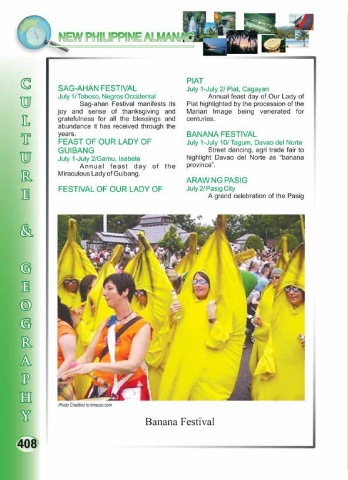 NEW PHILIPPINE ALMANAC
CULTURE & GEOGRAPHY
SAG-AHAN FESTIVAL
July 1/Toboso, Negros Occidental
Sag-ahan Festival manifests its
joy and sense of thanksgiving and
gratefulness for all the blessings and
abundance it has received through the
years.
FEAST OF OUR LADY OF
GUIBANG
July 1-July 2/Gamu, Isabela
Annual feast day of the
Miraculous Lady of Guibang.
FESTIVAL OF OUR LADY OF
PIAT
July 1-July 2/ Piat, Cagayan
Annual feast day of Our Lady of
Piat highlighted by the procession of the
Marian Image being venerated for
centuries.
BANANA FESTIVAL
July 1-July 10/ Tagum, Davao del Norte
Street dancing, agri trade fair to
highlight Davao del Norte as "banana
province".
ARAW NG PASIG
July 2/ Pasig City
A grand celebration of the Pasig
Photo Credited to
Banana Festival
408